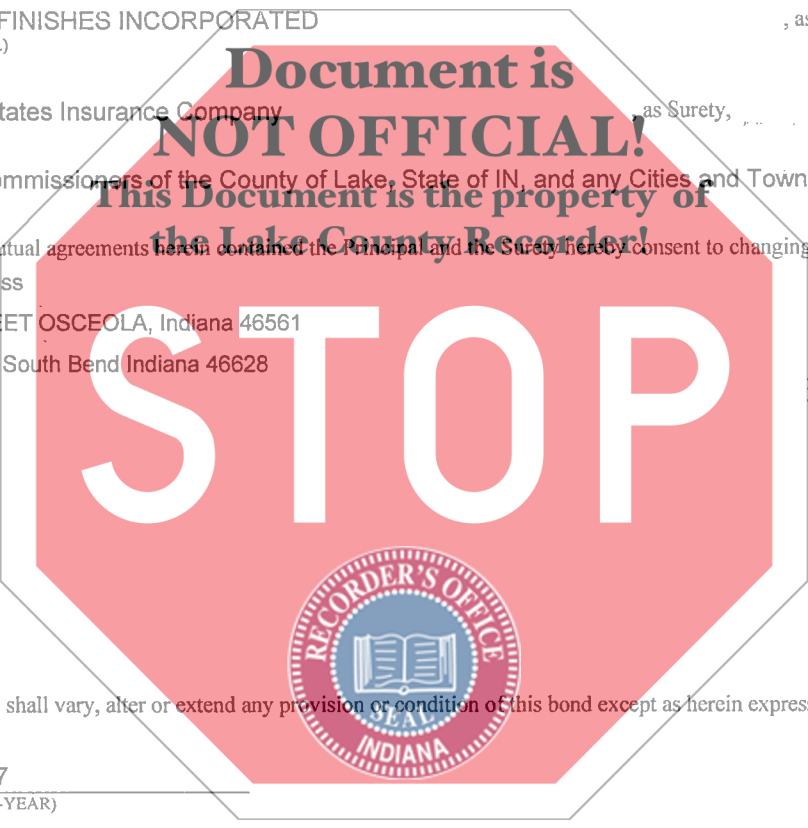 FINISHES INCORPORATED , as
Document is
tates Insurance Company , as Surety,
NOT OFFICIAL!
ommissioners of the County of Lake, State of IN, and any Cities and Town
This Document is the property of
utual agreements herein contained the Principal and the Surety hereby consent to changing
the Lake County Recorder!
ss
EET OSCEOLA, Indiana 46561
South Bend Indiana 46628
STOP
RECORDER'S OFFICE
SEAL
INDIANA
shall vary, alter or extend any provision or condition of this bond except as herein express
7
-YEAR)